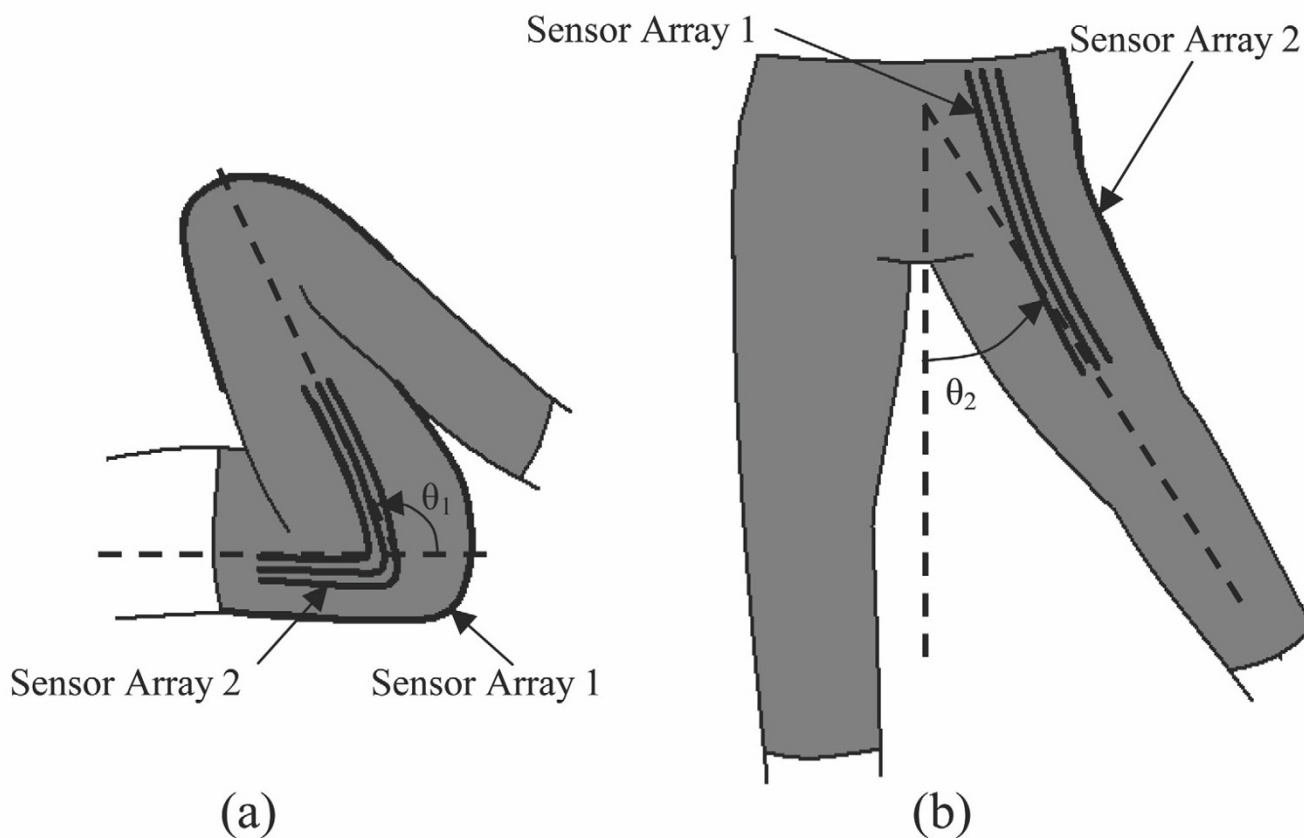 Sensor Array 1
Sensor Array 2
θ1
θ2
Sensor Array 2
Sensor Array 1
(a)
(b)